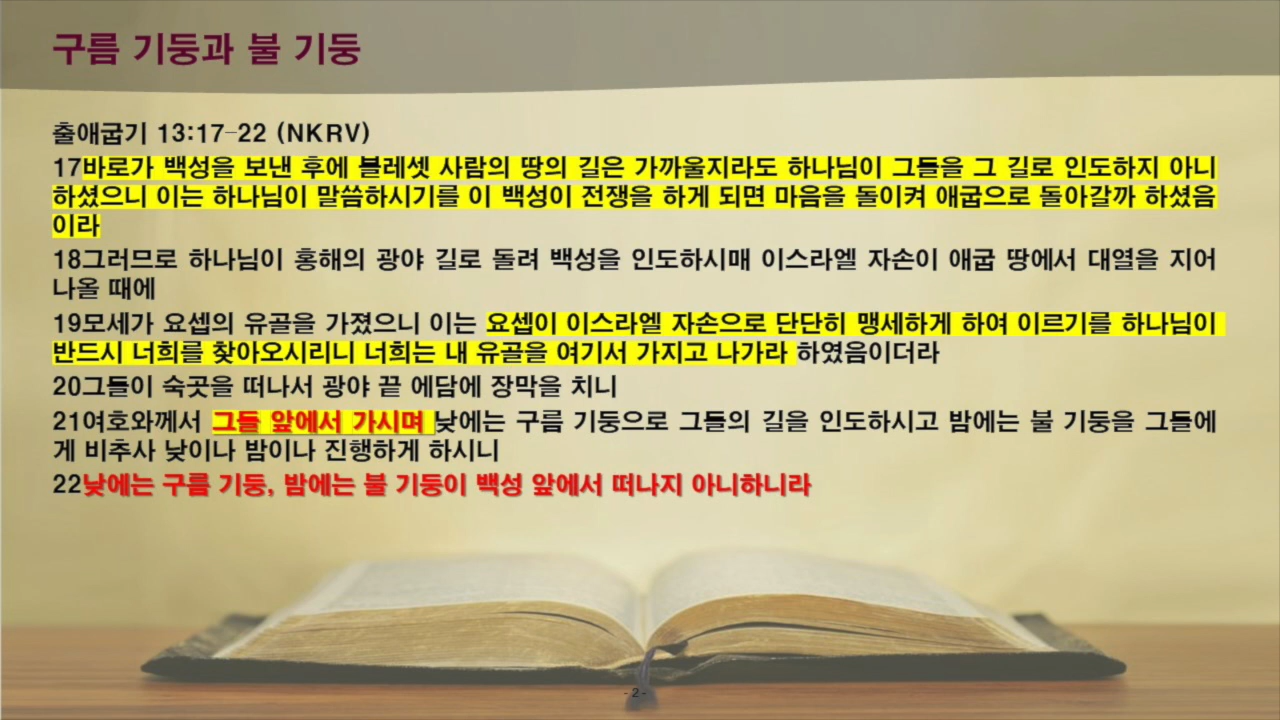 구름 기둥과 불 기둥
출애굽기 13:17-22 (NKRV)
17바로가 백성을 보낸 후에 블레셋 사람의 땅의 길은 가까울지라도 하나님이 그들을 그 길로 인도하지 아니
하셨으니 이는 하나님이 말씀하시기를 이 백성이 전쟁을 하게 되면 마음을 돌이켜 애굽으로 돌아갈까 하셨음
이라
18그러므로 하나님이 홍해의 광야 길로 돌려 백성을 인도하시매 이스라엘 자손이 애굽 땅에서 대열을 지어
나올 때에
19모세가 요셉의 유골을 가졌으니 이는 요셉이 이스라엘 자손으로 단단히 맹세하게 하여 이르기를 하나님이
반드시 너희를 찾아오시리니 너희는 내 유골을 여기서 가지고 나가라 하였음이더라
20그들이 숙곳을 떠나서 광야 끝 에담에 장막을 치니
21여호와께서 그들 앞에서 가시며 낮에는 구름 기둥으로 그들의 길을 인도하시고 밤에는 불 기둥을 그들에
게 비추사 낮이나 밤이나 진행하게 하시니
22낮에는 구름 기둥, 밤에는 불 기둥이 백성 앞에서 떠나지 아니하니라
- 2 -